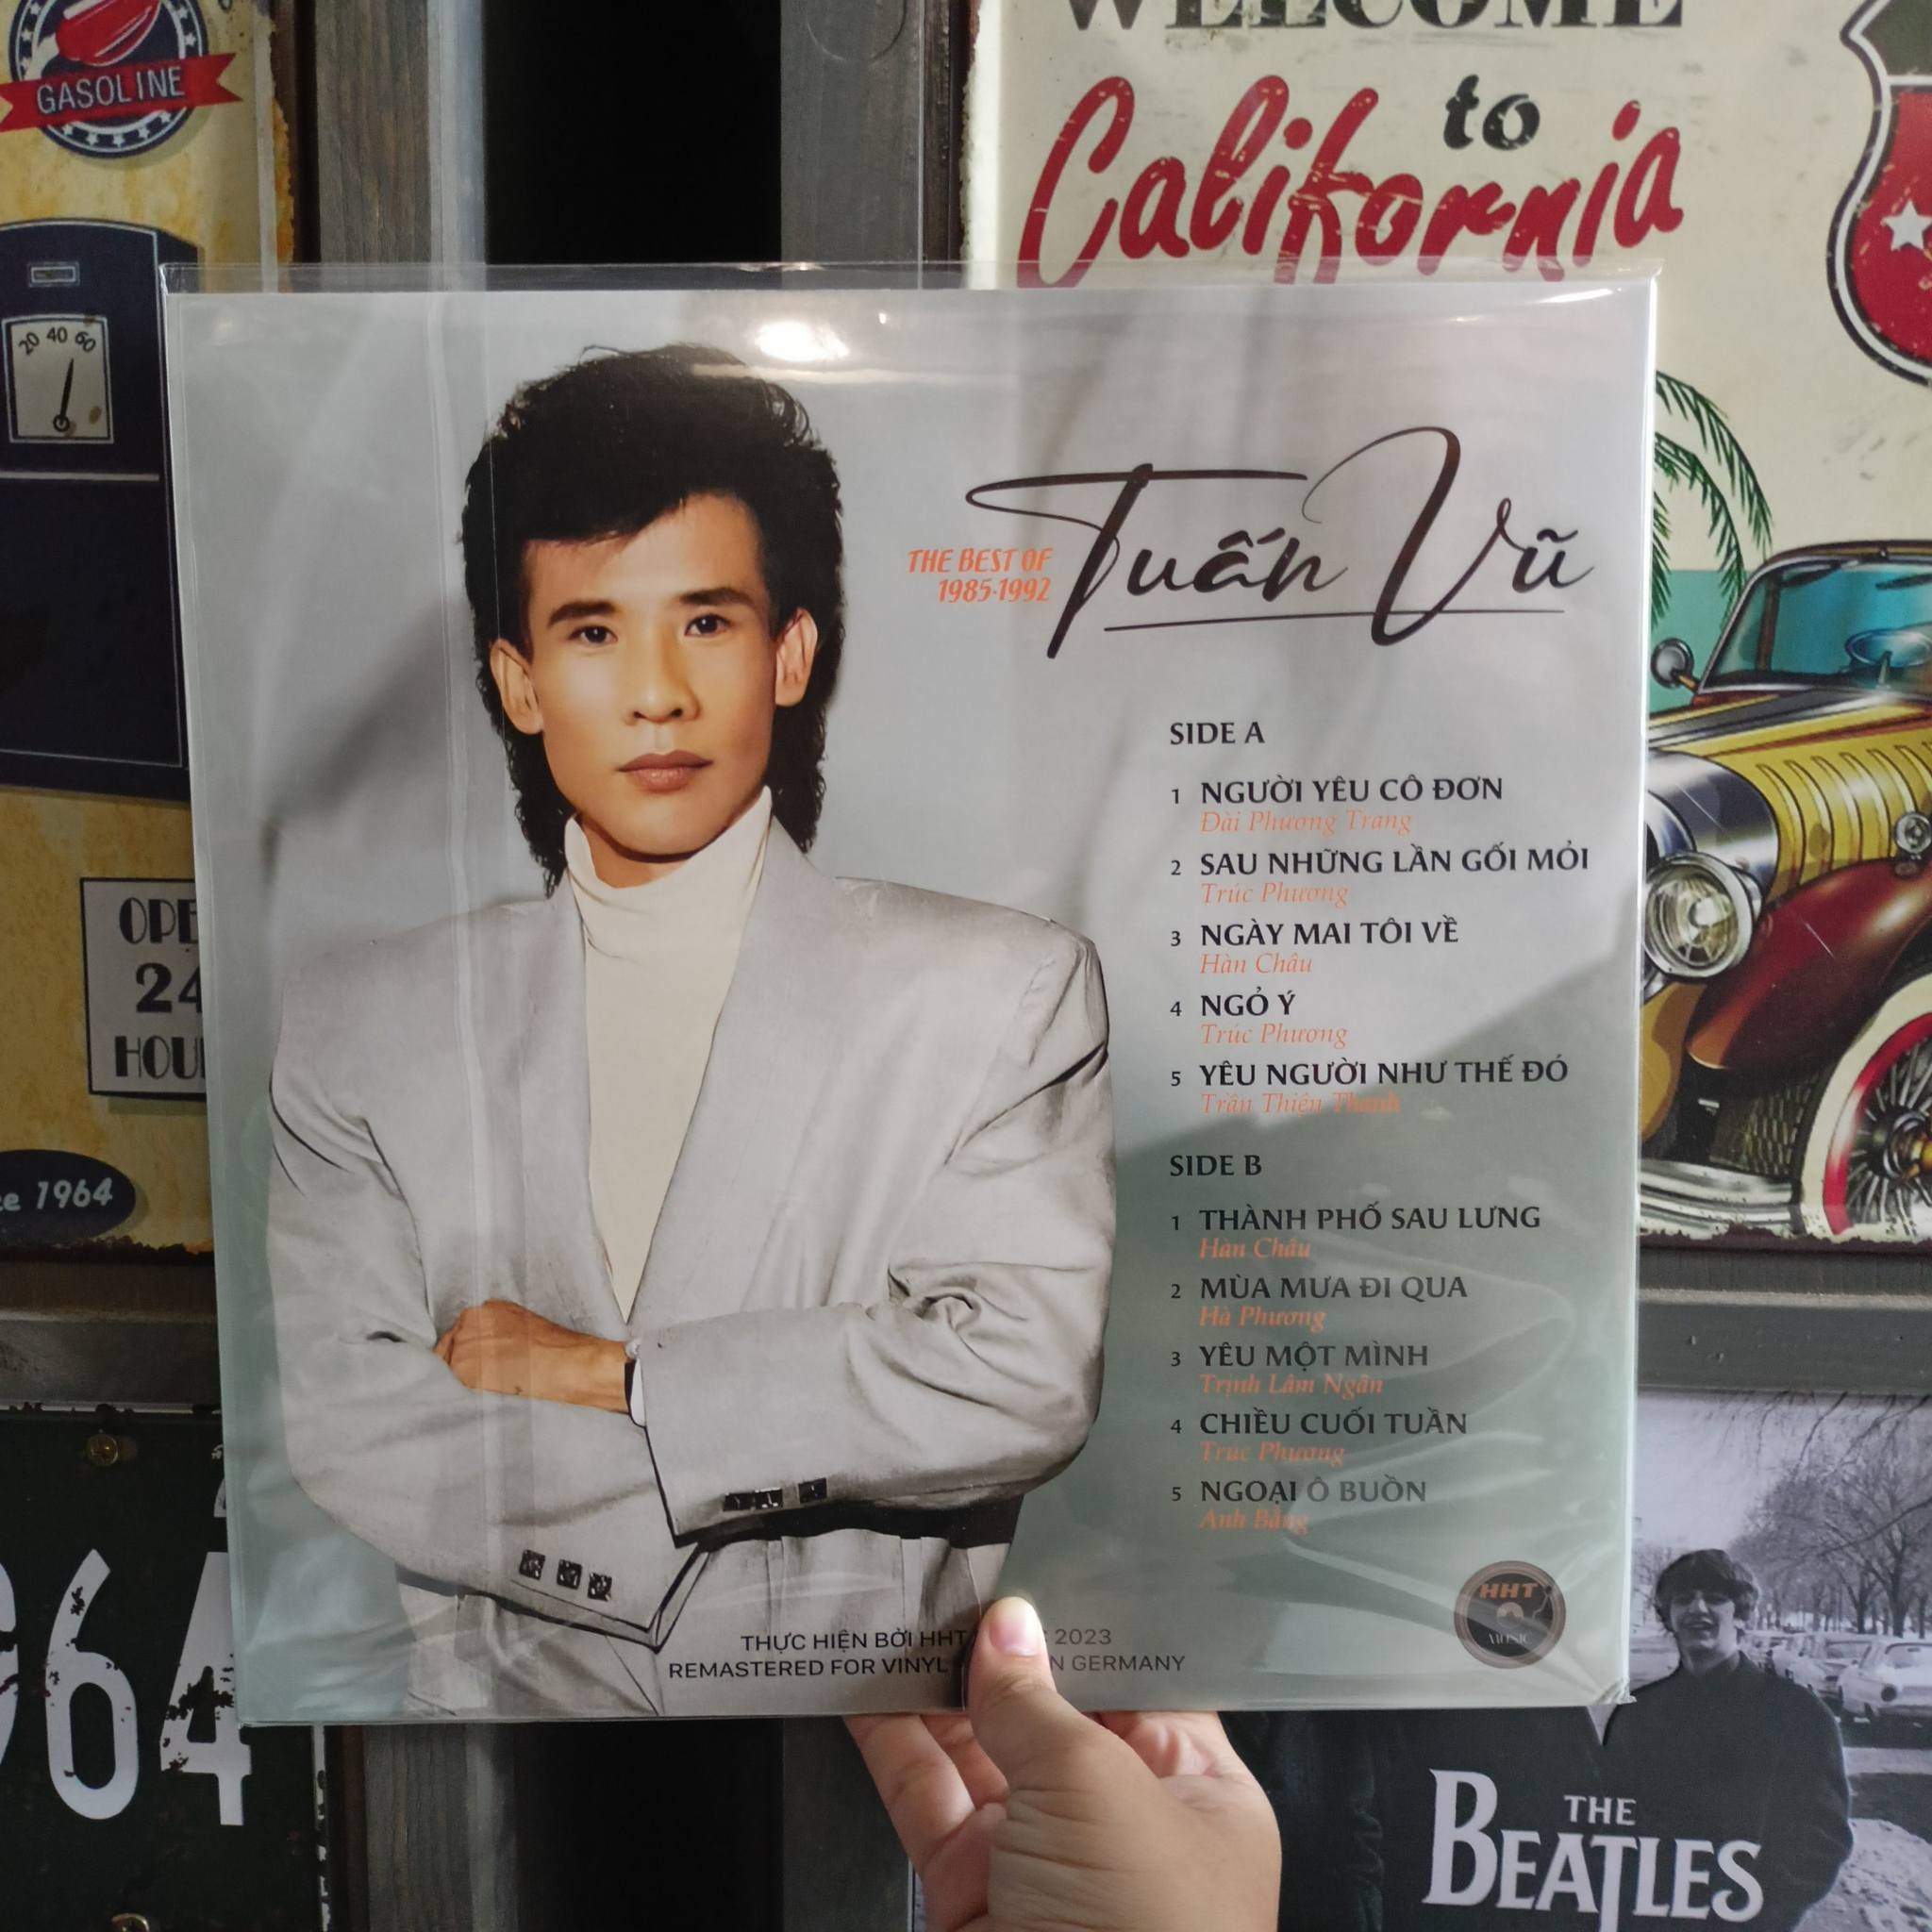 GASOLINE
20 40 60
24
1964
64
WELCOME
to
California
THE BEST OF
1985-1992
Tuấn Vũ
SIDE A
1 NGƯỜI YÊU CÔ ĐƠN
Đài Phương Trang
2 SAU NHỮNG LẦN GỐI MỎI
Trúc Phương
3 NGÀY MAI TÔI VỀ
Hàn Châu
4 NGỎ Ý
Trúc Phương
5 YÊU NGƯỜI NHƯ THẾ ĐÓ
Trần Thiện Thanh
SIDE B
1 THÀNH PHỐ SAU LƯNG
Hàn Châu
2 MÙA MƯA ĐI QUA
Hà Phương
3 YÊU MỘT MÌNH
Trịnh Lâm Ngân
4 CHIỀU CUỐI TUẦN
Trúc Phương
5 NGOẠI Ô BUỒN
Anh Bằng
HHT
MUSIC
THỰC HIỆN BỞI HHT 2023
REMASTERED FOR VINYL GERMANY
THE
BEATLES